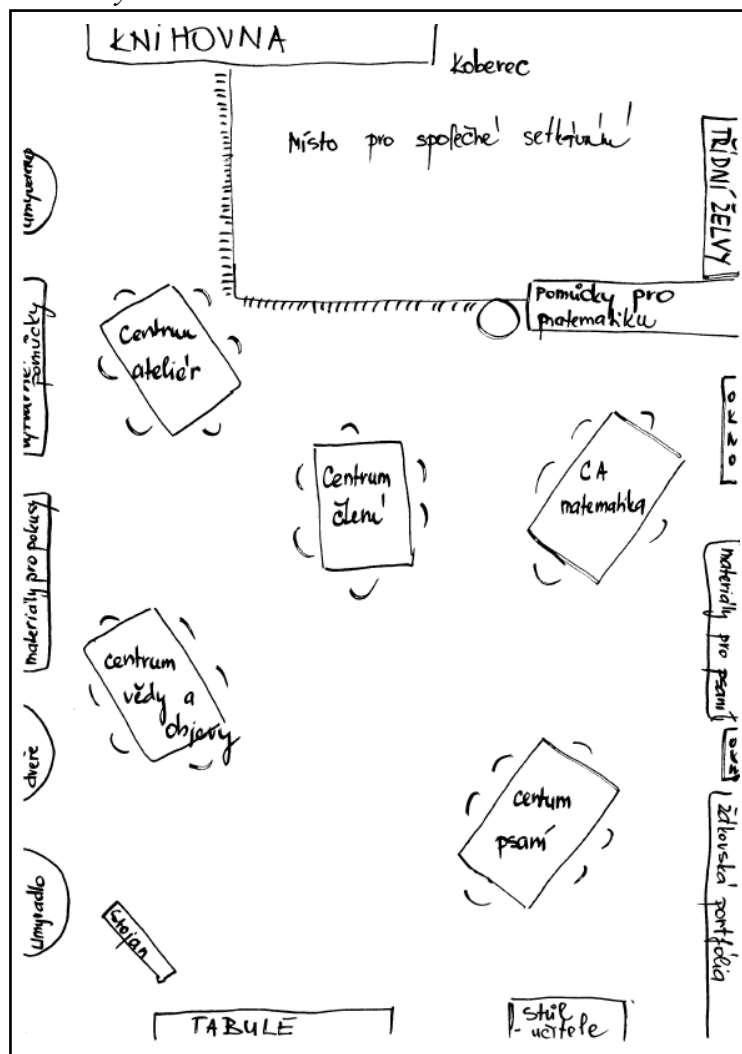 KNIHOVNA
Koberec
Místo pro společné setkávání
TŘÍDNÍ ŽELVY
umyvadlo
Pomůcky pro
matematiku
Centrum
ateliér
výtvarné
pomůcky
okno
Centrum
čtení
CA
matematika
materiály pro pokusy
materiály pro psaní
centrum
vědy a
objevy
dveře
okno
centum
psaní
žákovská portfólia
umyvadlo
Stojan
TABULE
stůl
- učitele